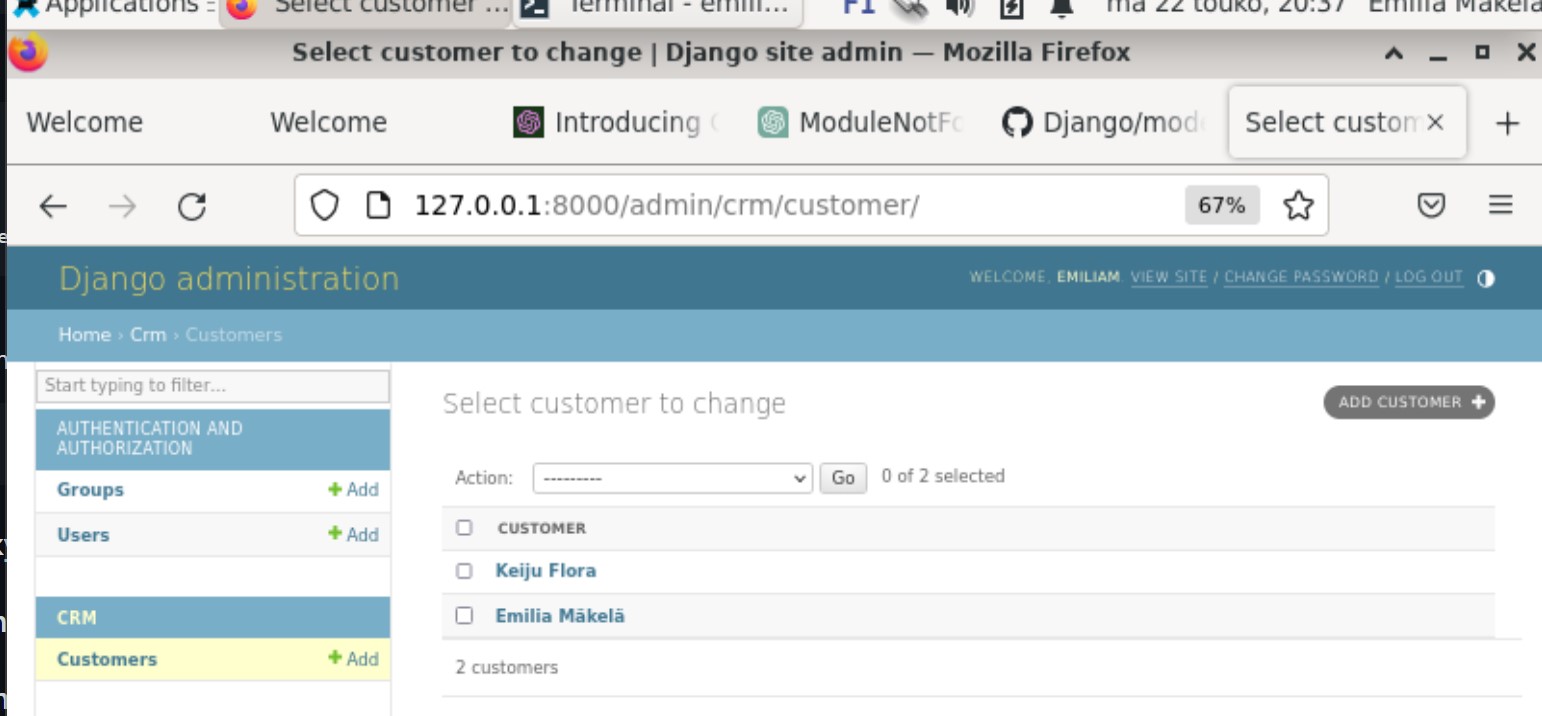 Applications : Select customer ... Terminal - emili... FI ma 22 touko, 20:37 Emilia Mäkelä
Select customer to change | Django site admin — Mozilla Firefox
Welcome Welcome Introducing ModuleNotFo Django/mod Select custom
127.0.0.1:8000/admin/crm/customer/ 67%
Django administration WELCOME, EMILIAM. VIEW SITE / CHANGE PASSWORD / LOG OUT
Home › Crm › Customers
Start typing to filter...
AUTHENTICATION AND
AUTHORIZATION
Groups + Add
Users + Add
CRM
Customers + Add
Select customer to change
ADD CUSTOMER +
Action: --------- Go 0 of 2 selected
CUSTOMER
Keiju Flora
Emilia Mäkelä
2 customers